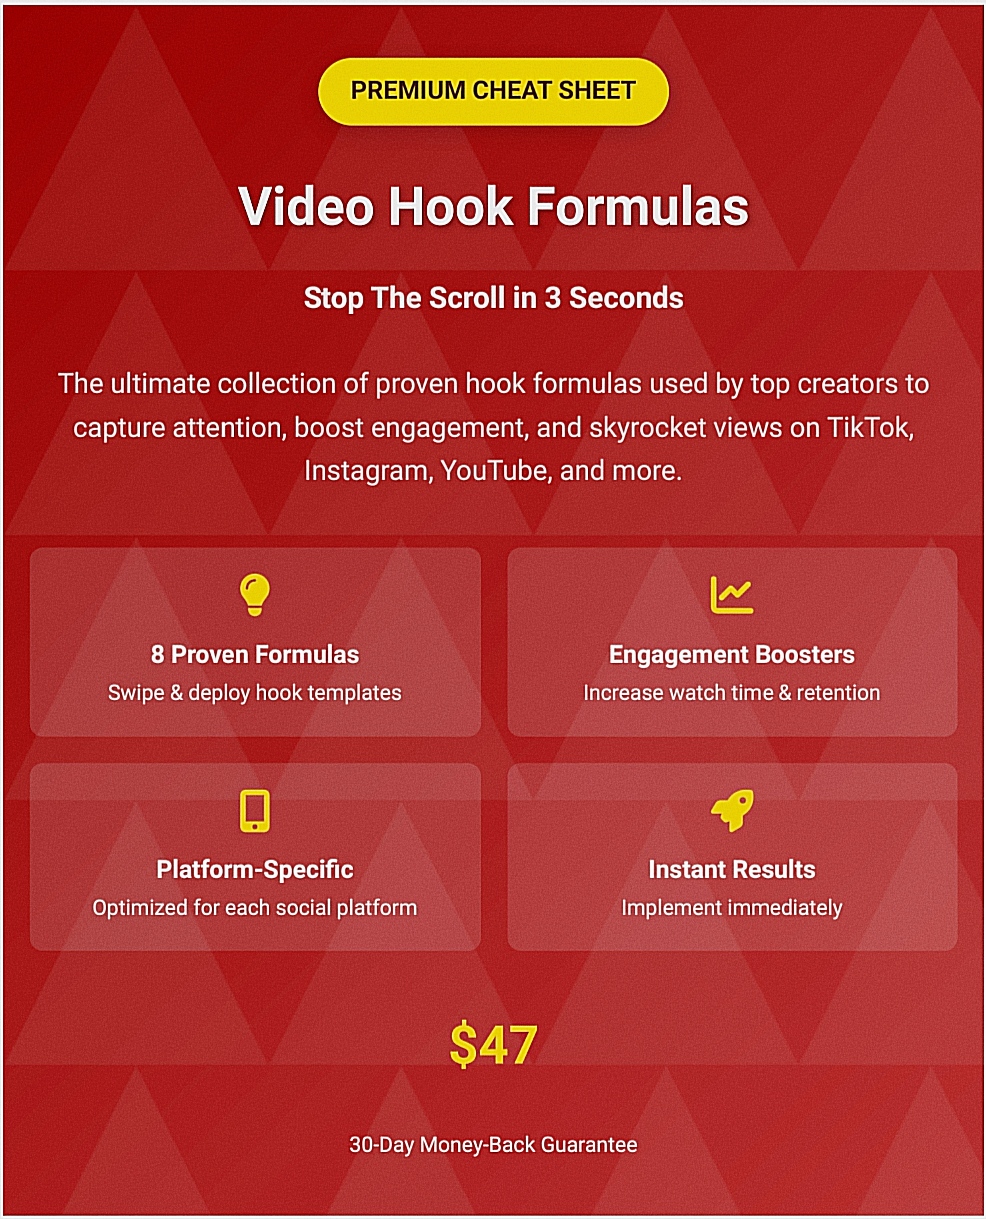 PREMIUM CHEAT SHEET
Video Hook Formulas
Stop The Scroll in 3 Seconds
The ultimate collection of proven hook formulas used by top creators to
capture attention, boost engagement, and skyrocket views on TikTok,
Instagram, YouTube, and more.
8 Proven Formulas
Swipe & deploy hook templates
Engagement Boosters
Increase watch time & retention
Platform-Specific
Optimized for each social platform
Instant Results
Implement immediately
$47
30-Day Money-Back Guarantee